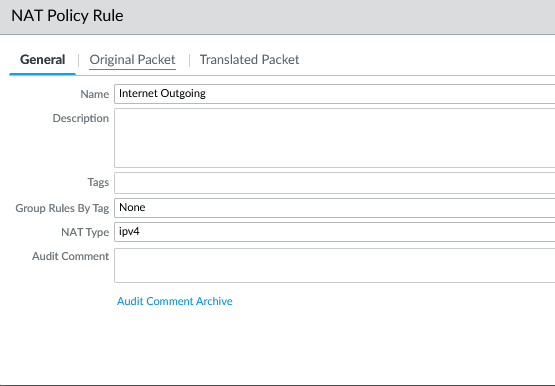 NAT Policy Rule
General | Original Packet | Translated Packet
Name Internet Outgoing
Description
Tags
Group Rules By Tag None
NAT Type ipv4
Audit Comment
Audit Comment Archive